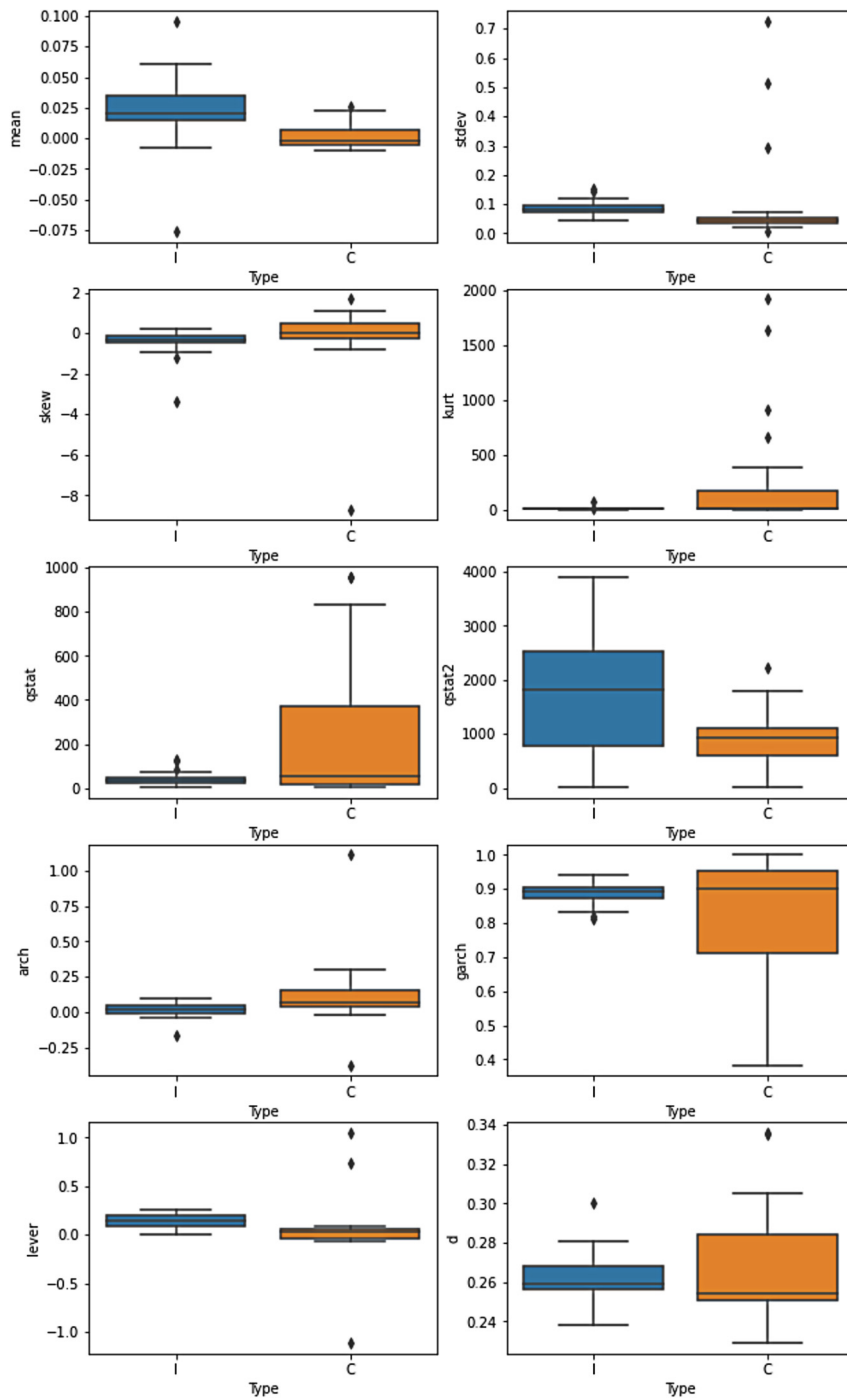 0.100
0.075
0.050
0.025
0.000
−0.025
−0.050
−0.075
mean
I C
Type
0.7
0.6
0.5
0.4
0.3
0.2
0.1
0.0
stdev
I C
Type
2
0
−2
−4
−6
−8
skew
I C
Type
2000
1500
1000
500
0
kurt
I C
Type
1000
800
600
400
200
0
qstat
I C
Type
4000
3000
2000
1000
0
qstat2
I C
Type
1.00
0.75
0.50
0.25
0.00
−0.25
arch
I C
Type
1.0
0.9
0.8
0.7
0.6
0.5
0.4
garch
I C
Type
1.0
0.5
0.0
−0.5
−1.0
lever
I C
Type
0.34
0.32
0.30
0.28
0.26
0.24
d
I C
Type